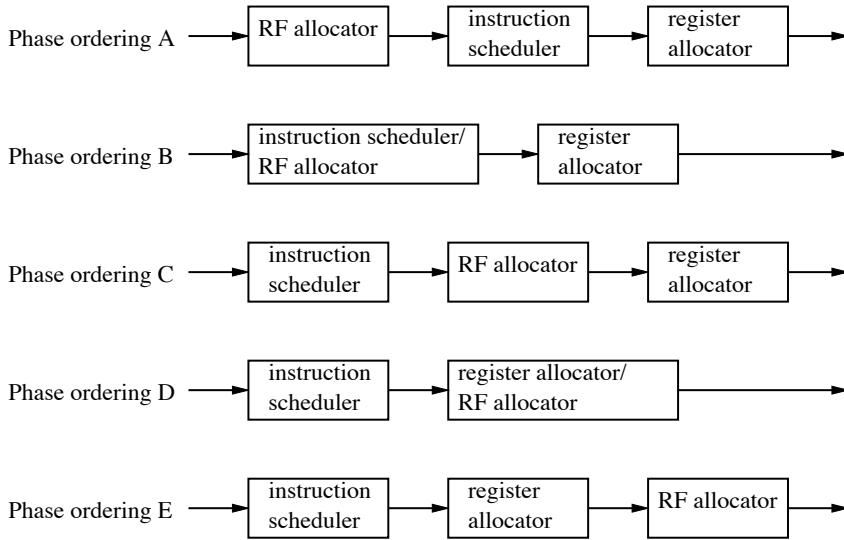 Phase ordering A
RF allocator
instruction
scheduler
register
allocator
Phase ordering B
instruction scheduler/
RF allocator
register
allocator
Phase ordering C
instruction
scheduler
RF allocator
register
allocator
Phase ordering D
instruction
scheduler
register allocator/
RF allocator
Phase ordering E
instruction
scheduler
register
allocator
RF allocator